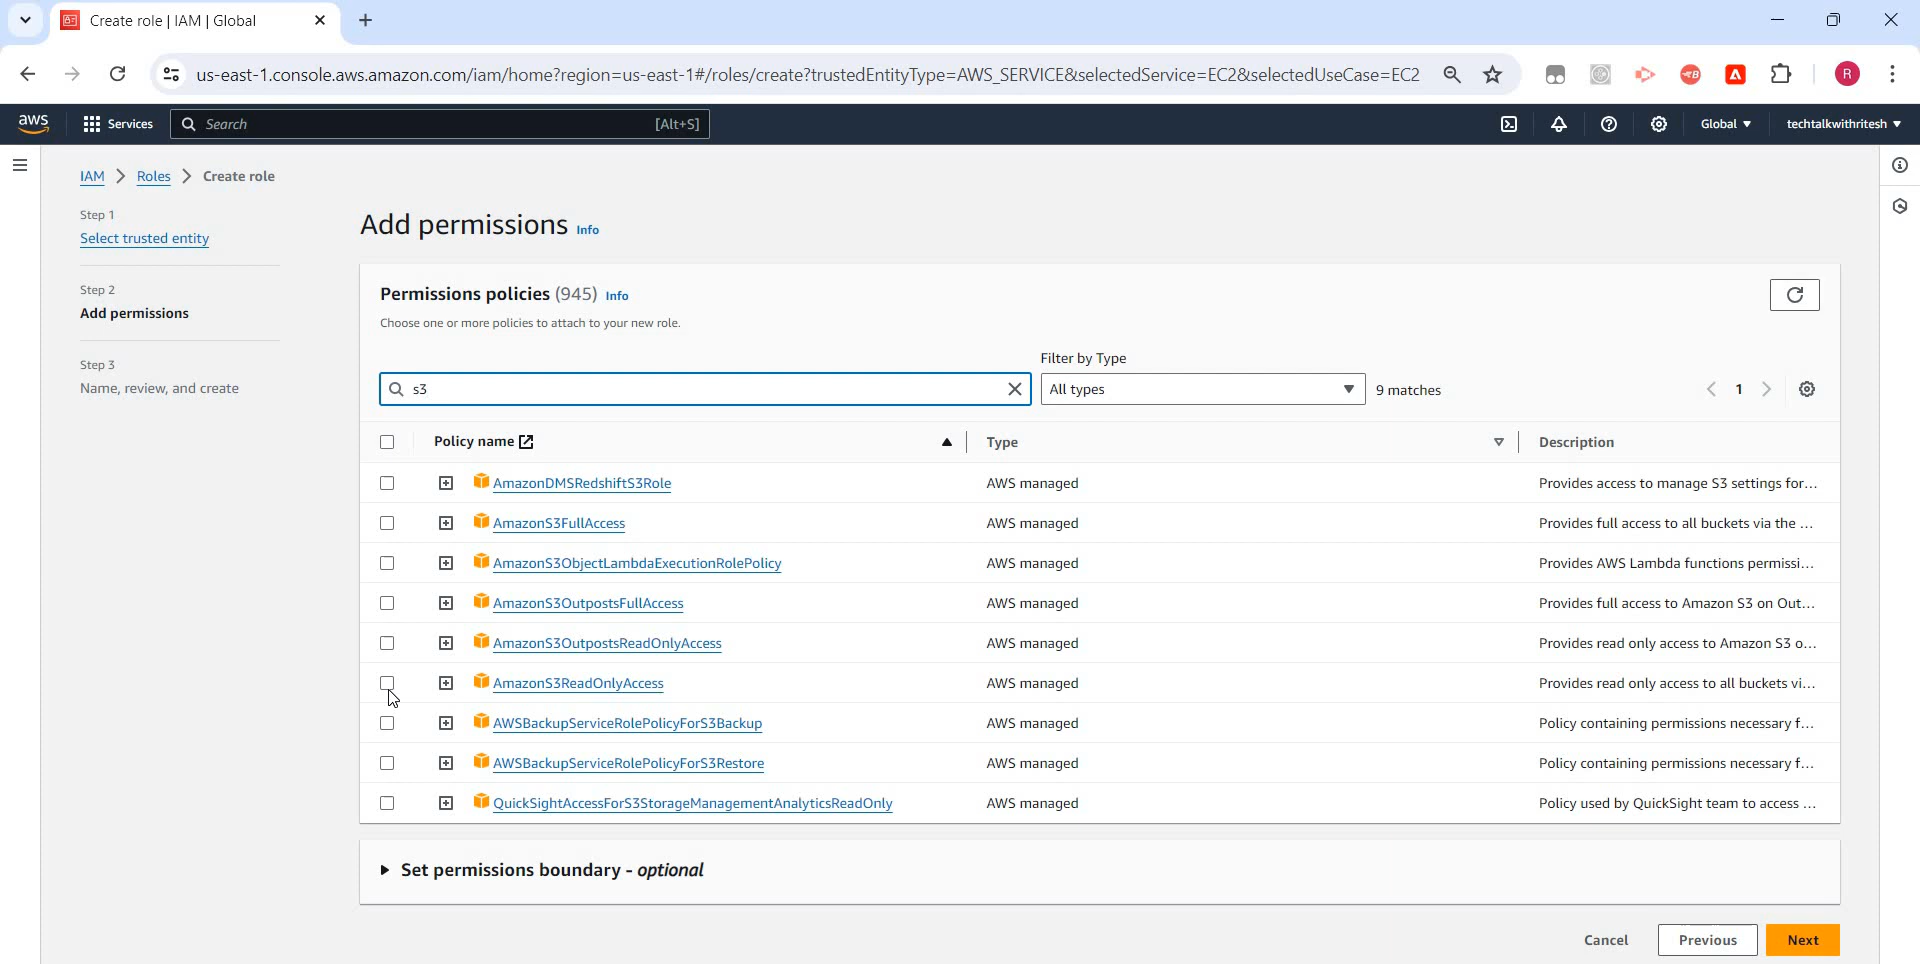 Create role | IAM | Global
us-east-1.console.aws.amazon.com/iam/home?region=us-east-1#/roles/create?trustedEntityType=AWS_SERVICE&selectedService=EC2&selectedUseCase=EC2
R
aws Services Search [Alt+S] Global techtalkwithritesh
IAM > Roles > Create role
Step 1
Select trusted entity
Step 2
Add permissions
Step 3
Name, review, and create
Add permissions Info
Permissions policies (945) Info
Choose one or more policies to attach to your new role.
Filter by Type
s3 All types 9 matches 1
Policy name Type Description
AmazonDMSRedshiftS3Role AWS managed Provides access to manage S3 settings for...
AmazonS3FullAccess AWS managed Provides full access to all buckets via the ...
AmazonS3ObjectLambdaExecutionRolePolicy AWS managed Provides AWS Lambda functions permissi...
AmazonS3OutpostsFullAccess AWS managed Provides full access to Amazon S3 on Out...
AmazonS3OutpostsReadOnlyAccess AWS managed Provides read only access to Amazon S3 o...
AmazonS3ReadOnlyAccess AWS managed Provides read only access to all buckets vi...
AWSBackupServiceRolePolicyForS3Backup AWS managed Policy containing permissions necessary f...
AWSBackupServiceRolePolicyForS3Restore AWS managed Policy containing permissions necessary f...
QuickSightAccessForS3StorageManagementAnalyticsReadOnly AWS managed Policy used by QuickSight team to access ...
Set permissions boundary - optional
Cancel Previous Next